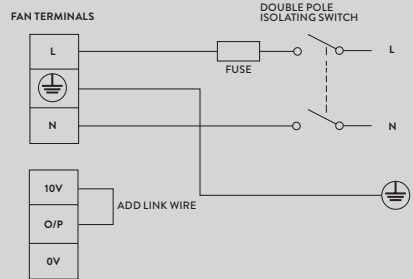 FAN TERMINALS
DOUBLE POLE
ISOLATING SWITCH
L
L
FUSE
N
N
10V
ADD LINK WIRE
O/P
0V